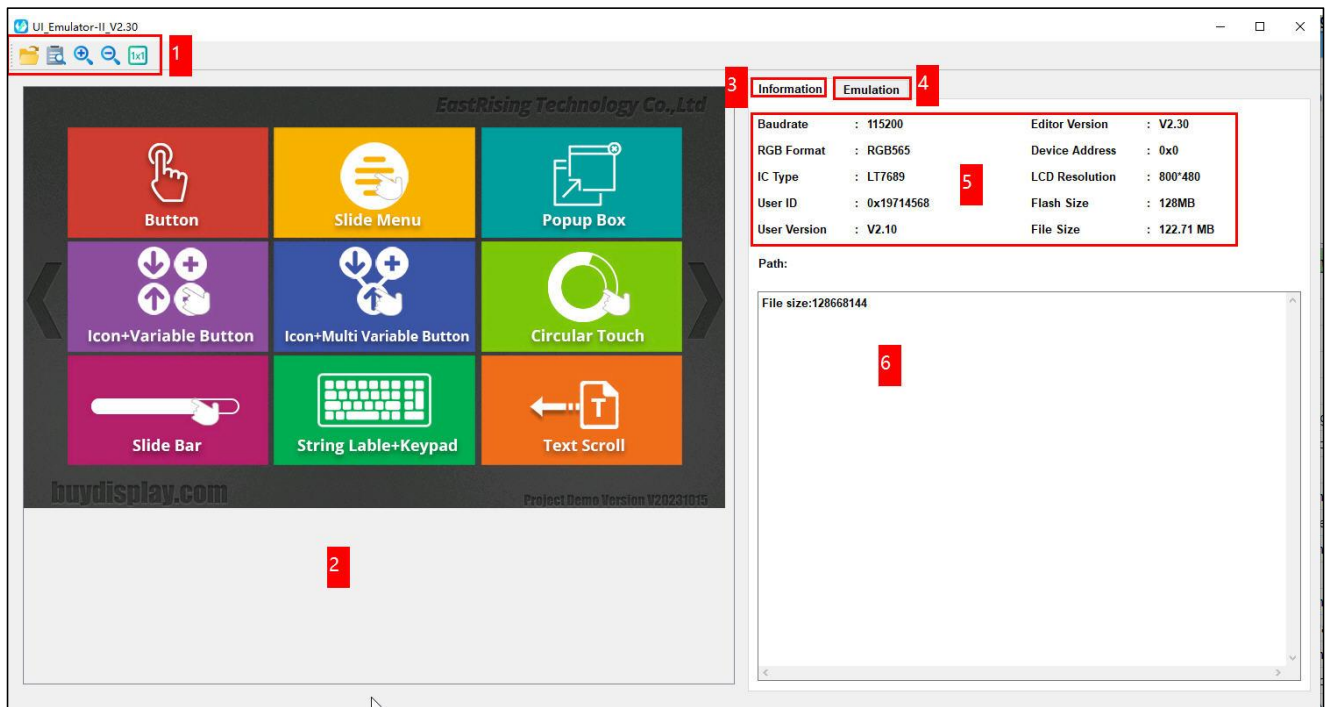 UI_Emulator-II_V2.30
1x1
1
3
Information
Emulation
4
EastRising Technology Co.,Ltd
Button
Slide Menu
Popup Box
Icon+Variable Button
Icon+Multi Variable Button
Circular Touch
Slide Bar
String Lable+Keypad
T
Text Scroll
buydisplay.com
Project Demo Version V20231015
2
Baudrate : 115200 Editor Version : V2.30
RGB Format : RGB565 Device Address : 0x0
IC Type : LT7689 5 LCD Resolution : 800*480
User ID : 0x19714568 Flash Size : 128MB
User Version : V2.10 File Size : 122.71 MB
Path:
File size:128668144
6